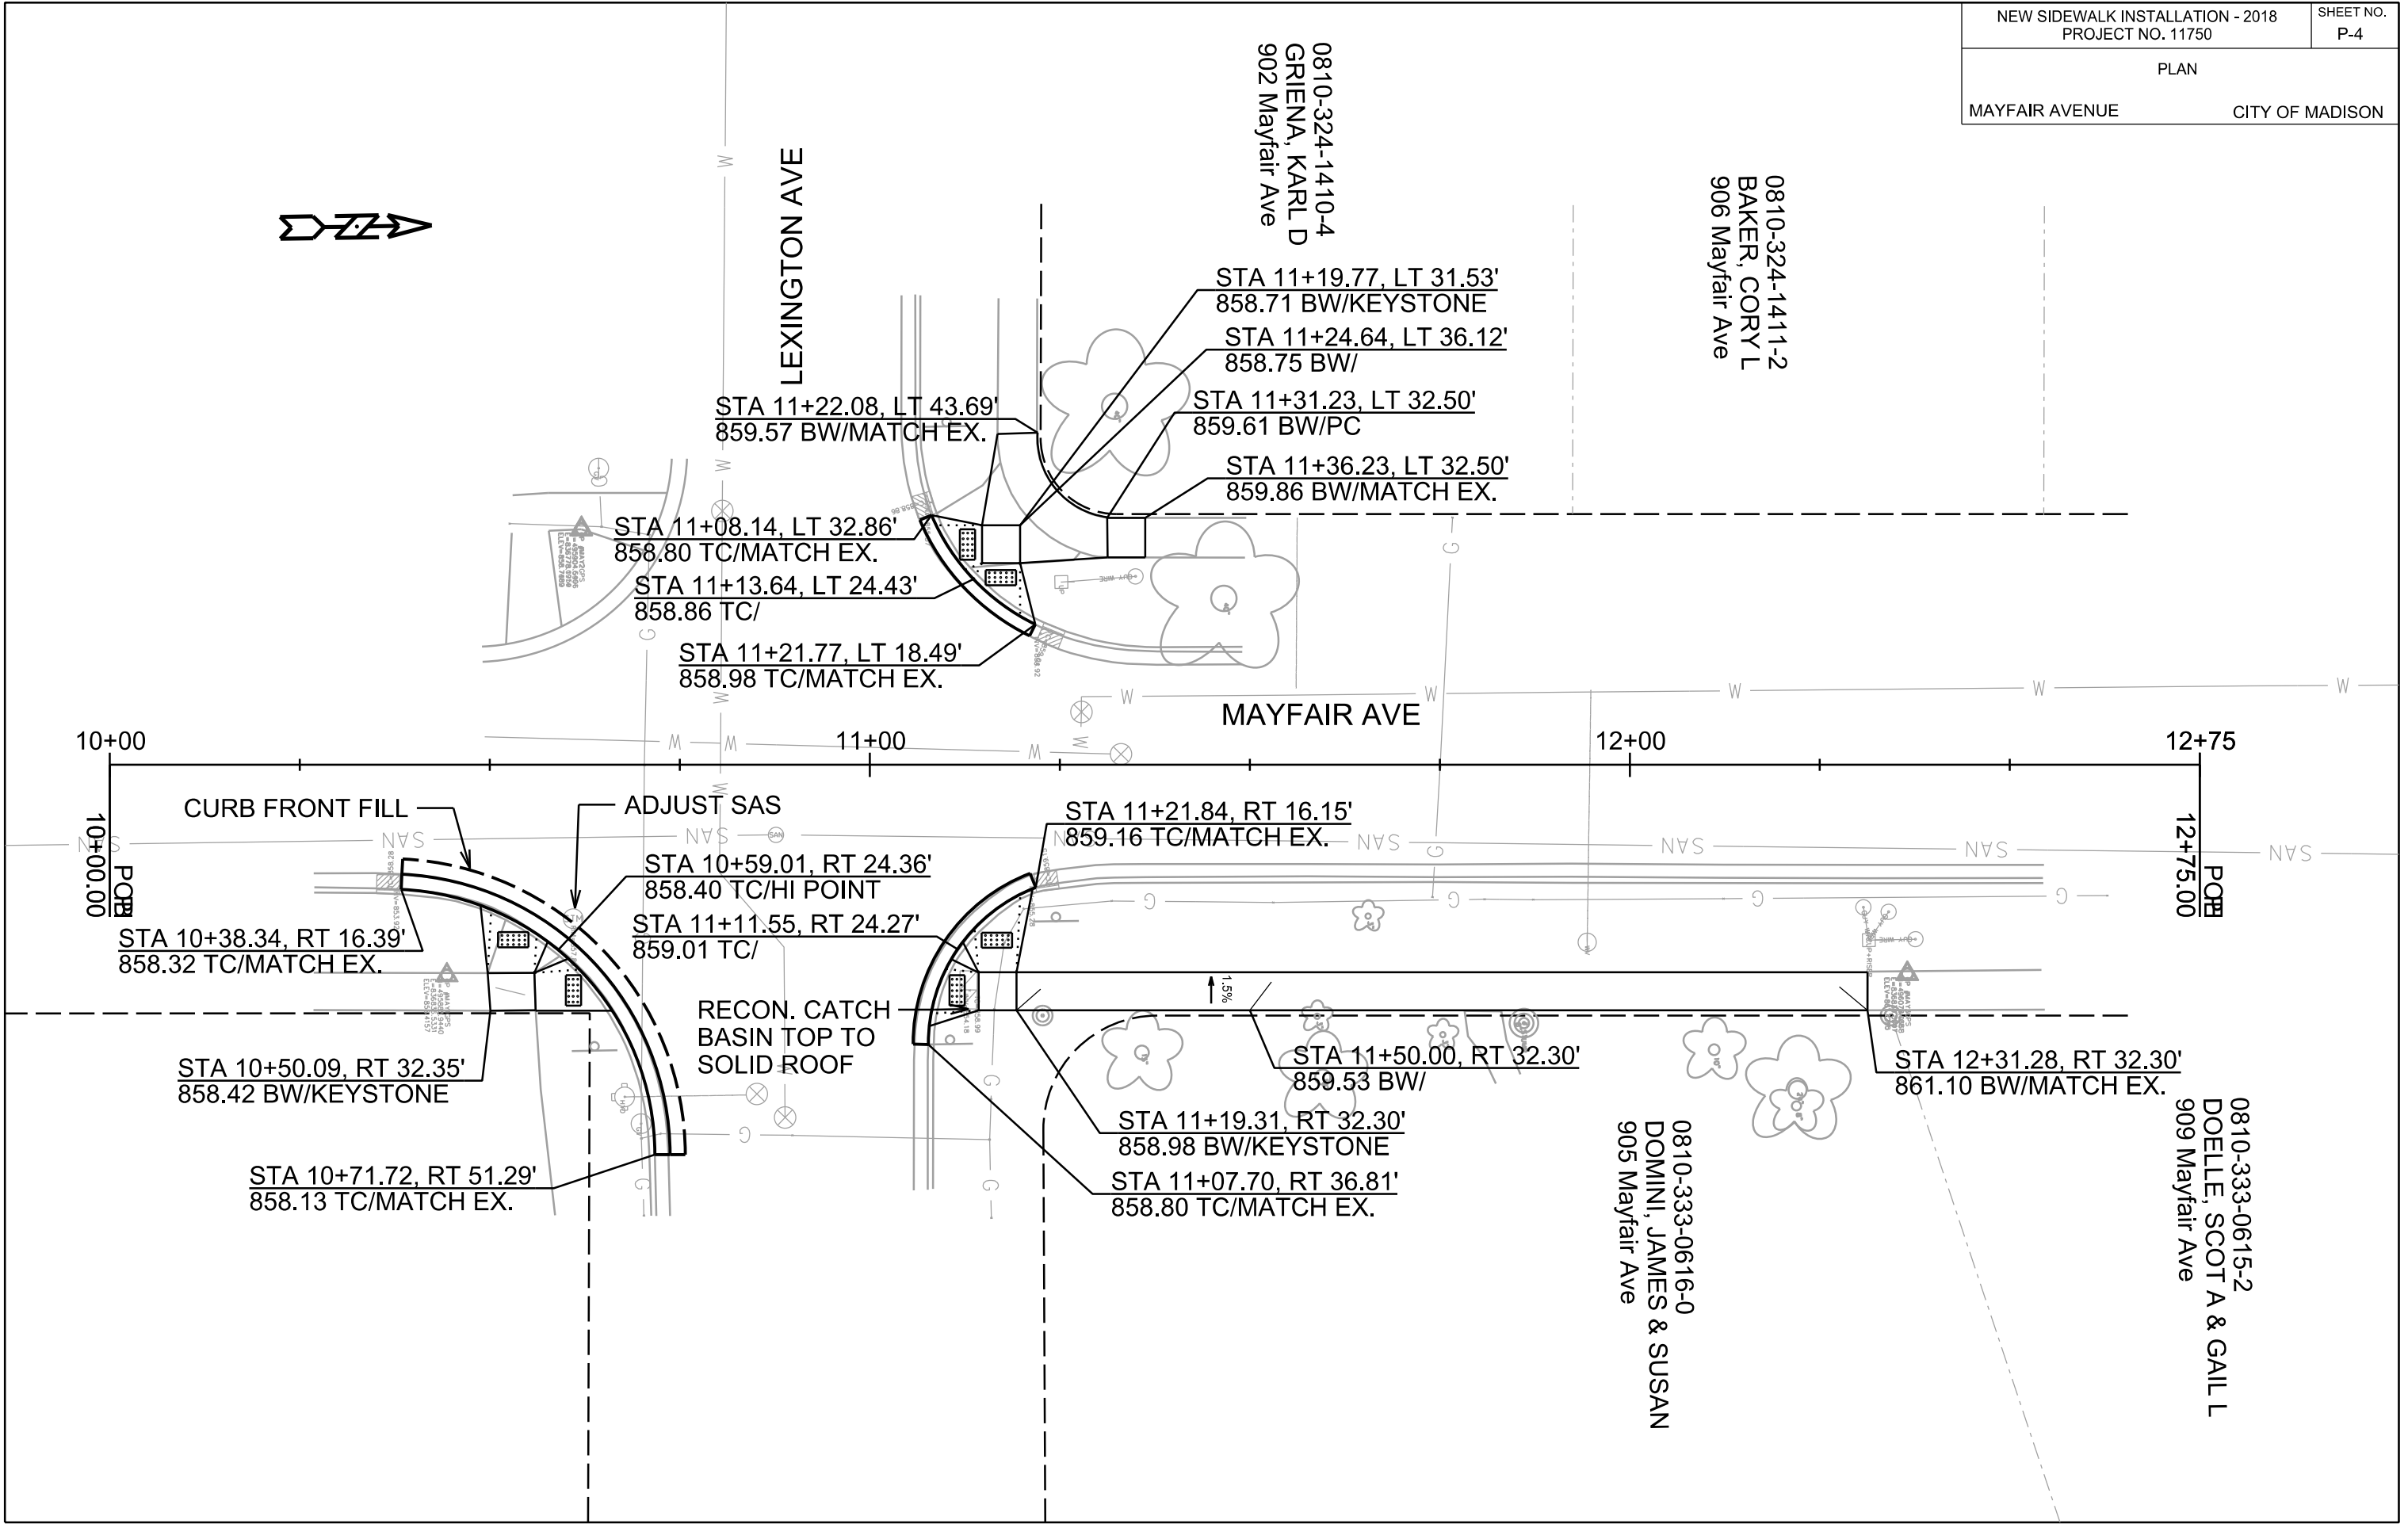 NEW SIDEWALK INSTALLATION - 2018
PROJECT NO. 11750
SHEET NO.
P-4
PLAN
MAYFAIR AVENUE
CITY OF MADISON
LEXINGTON AVE
0810-324-1410-4
GRIENA, KARL D
902 Mayfair Ave
0810-324-1411-2
BAKER, CORY L
906 Mayfair Ave
STA 11+19.77, LT 31.53'
858.71 BW/KEYSTONE
STA 11+24.64, LT 36.12'
858.75 BW/
STA 11+22.08, LT 43.69'
859.57 BW/MATCH EX.
STA 11+31.23, LT 32.50'
859.61 BW/PC
STA 11+36.23, LT 32.50'
859.86 BW/MATCH EX.
STA 11+08.14, LT 32.86'
858.80 TC/MATCH EX.
STA 11+13.64, LT 24.43'
858.86 TC/
STA 11+21.77, LT 18.49'
858.98 TC/MATCH EX.
GUY WIRE
UP
W
W
W
W
W
W
W
W
W
W
W
W
G
G
MAYFAIR AVE
10+00
11+00
12+00
12+75
10+00.00
12+75.00
CURB FRONT FILL
ADJUST SAS
STA 11+21.84, RT 16.15'
859.16 TC/MATCH EX.
SAN
SAN
SAN
SAN
SAN
SAN
SAN
STA 10+59.01, RT 24.36'
858.40 TC/HI POINT
STA 11+11.55, RT 24.27'
859.01 TC/
STA 10+38.34, RT 16.39'
858.32 TC/MATCH EX.
RECON. CATCH
BASIN TOP TO
SOLID ROOF
1.5%
STA 11+50.00, RT 32.30'
859.53 BW/
STA 12+31.28, RT 32.30'
861.10 BW/MATCH EX.
STA 10+50.09, RT 32.35'
858.42 BW/KEYSTONE
STA 11+19.31, RT 32.30'
858.98 BW/KEYSTONE
STA 10+71.72, RT 51.29'
858.13 TC/MATCH EX.
STA 11+07.70, RT 36.81'
858.80 TC/MATCH EX.
G
G
G
G
G
G
G
G
G
GUY WIRE
0810-333-0616-0
DOMINI, JAMES & SUSAN
905 Mayfair Ave
0810-333-0615-2
DOELLE, SCOT A & GAIL L
909 Mayfair Ave